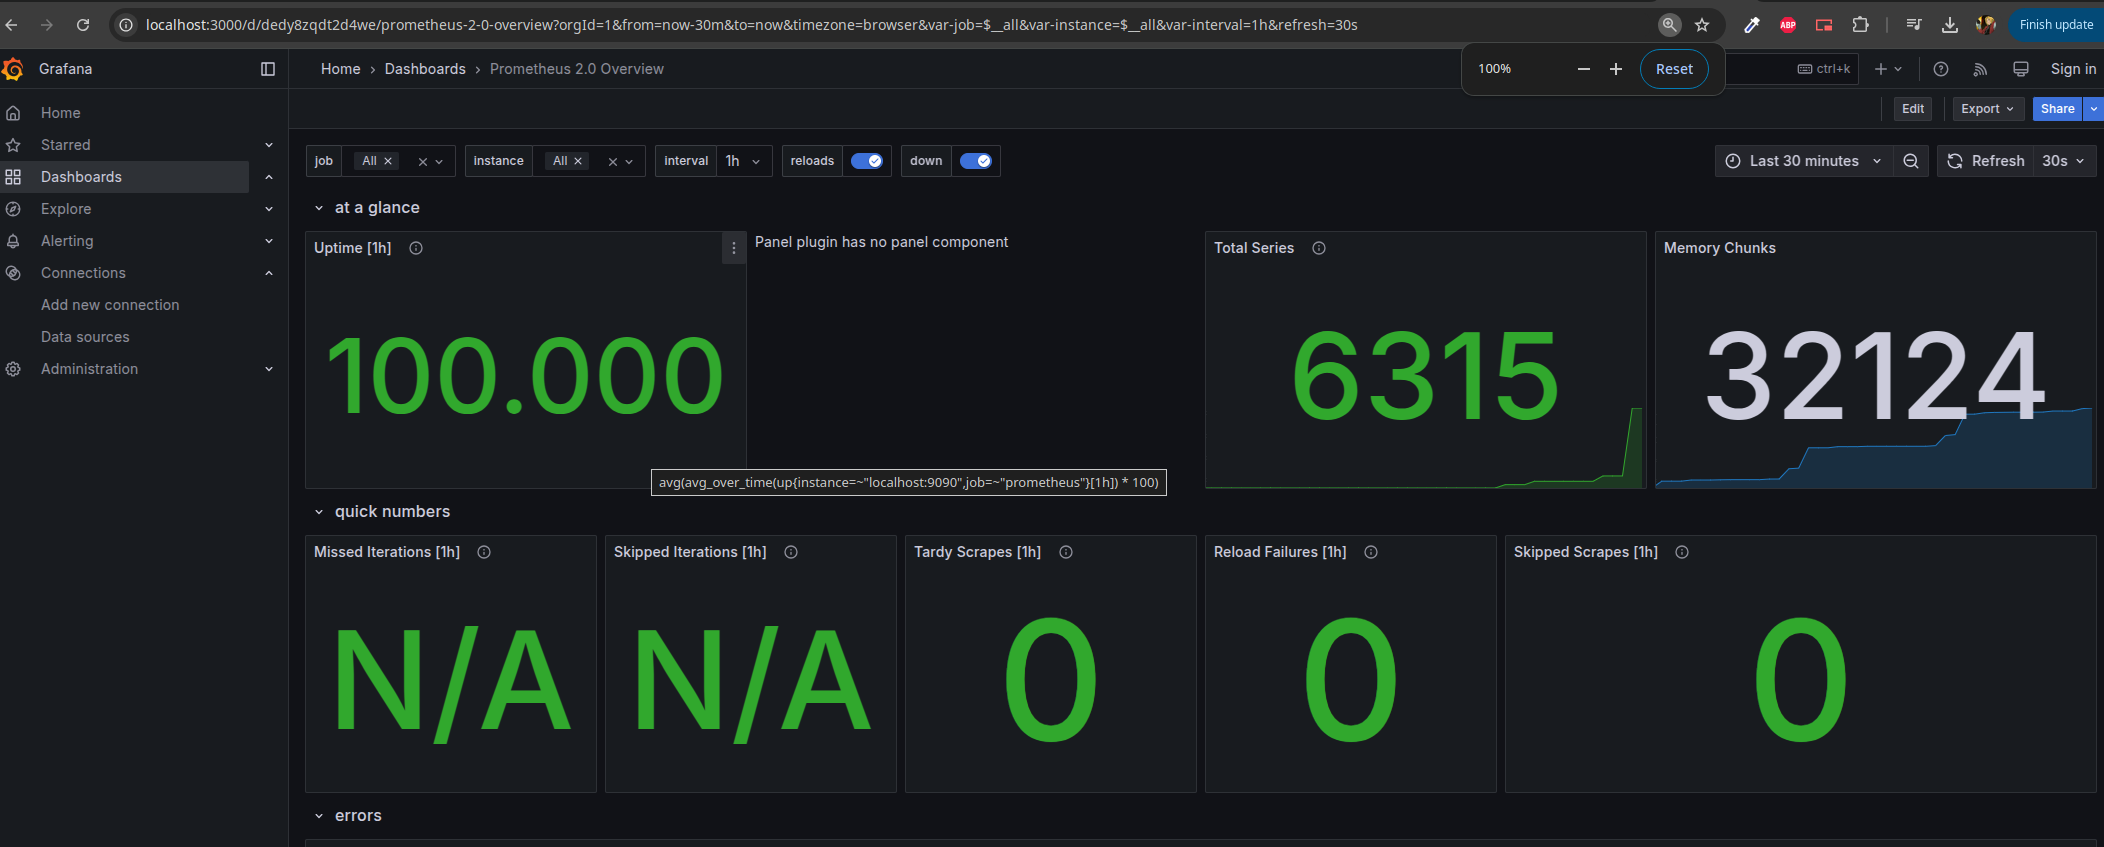 localhost:3000/d/dedy8zqdt2d4we/prometheus-2-0-overview?orgId=1&from=now-30m&to=now&timezone=browser&var-job=$__all&var-instance=$__all&var-interval=1h&refresh=30s
ABP
Finish update
100%
Reset
Grafana
Home › Dashboards › Prometheus 2.0 Overview
ctrl+k
Sign in
Edit
Export
Share
Home
Starred
Dashboards
Explore
Alerting
Connections
Add new connection
Data sources
Administration
job All
instance All
interval 1h
reloads
down
Last 30 minutes
Refresh 30s
at a glance
Uptime [1h]
100.000
Panel plugin has no panel component
Total Series
6315
Memory Chunks
32124
avg(avg_over_time(up{instance=~"localhost:9090",job=~"prometheus"}[1h]) * 100)
quick numbers
Missed Iterations [1h]
N/A
Skipped Iterations [1h]
N/A
Tardy Scrapes [1h]
0
Reload Failures [1h]
0
Skipped Scrapes [1h]
0
errors